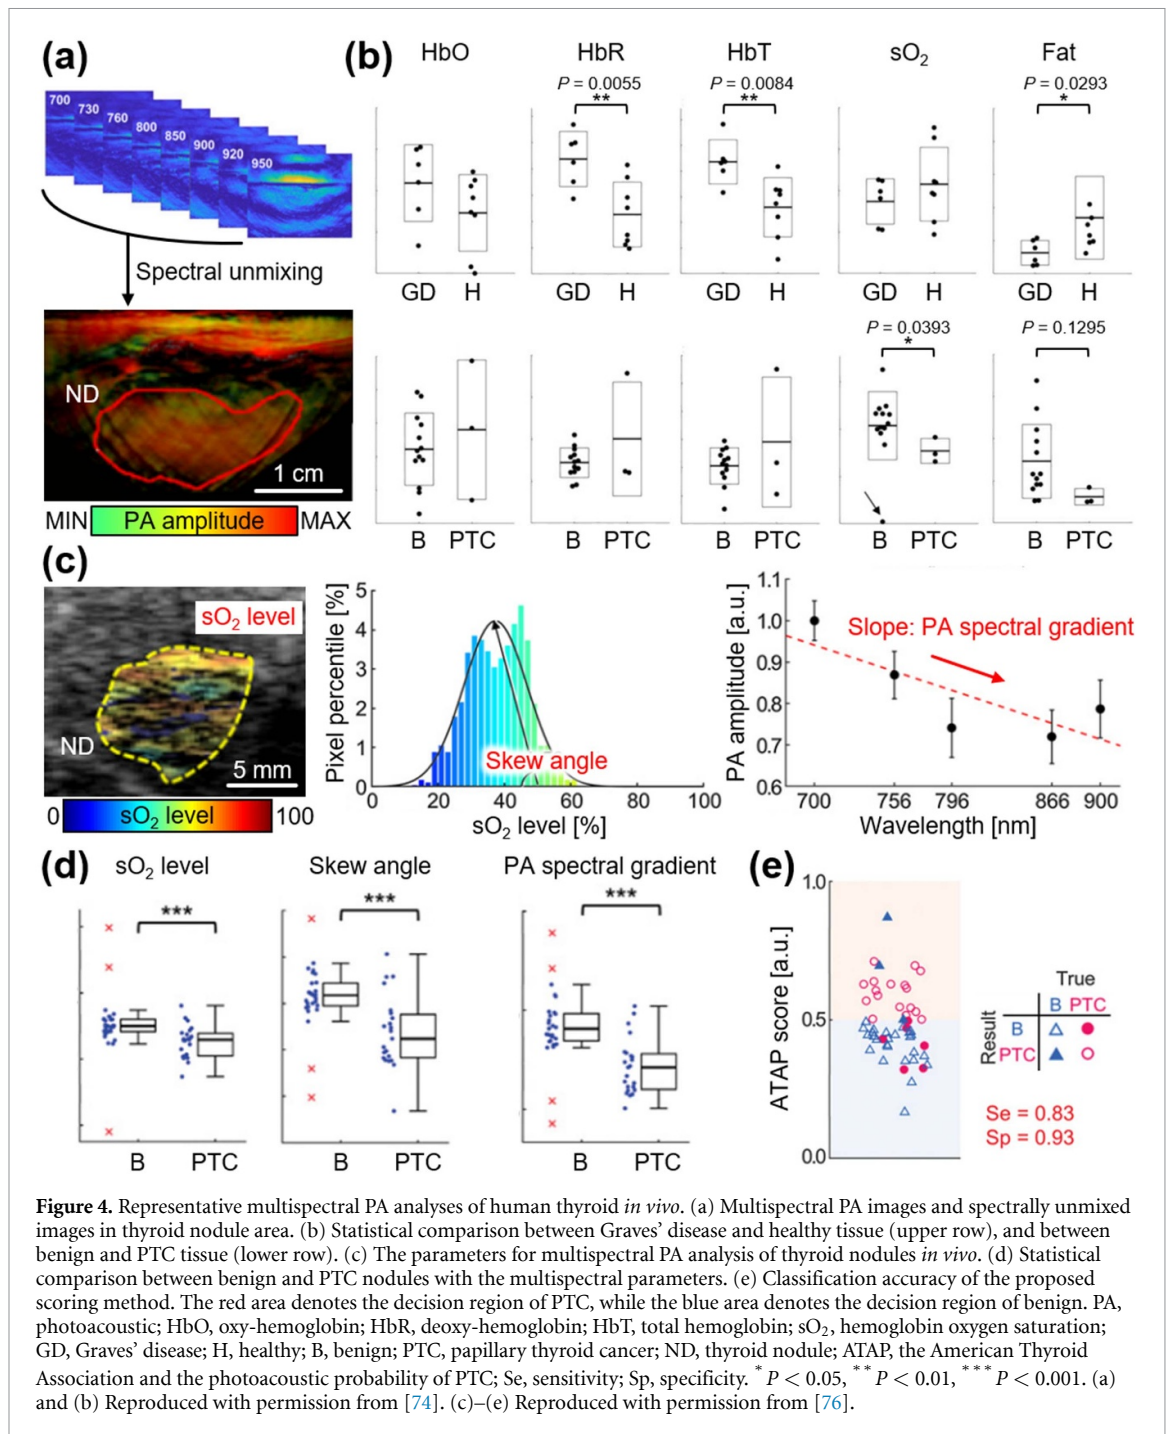 (a)
700
730
760
800
850
900
920
950
Spectral unmixing
ND
1 cm
MIN PA amplitude MAX
(b)
HbO HbR HbT sO₂ Fat
P = 0.0055 P = 0.0084 P = 0.0293
** ** *
GD H GD H GD H GD H GD H
P = 0.0393 P = 0.1295
*
B PTC B PTC B PTC B PTC B PTC
(c)
sO₂ level
ND
5 mm
0 sO₂ level 100
Pixel percentile [%]
5
4
3
2
1
0
Skew angle
0 20 40 60 80 100
sO₂ level [%]
PA amplitude [a.u.]
1.1
1.0
0.9
0.8
0.7
0.6
Slope: PA spectral gradient
700 756 796 866 900
Wavelength [nm]
(d)
sO₂ level Skew angle PA spectral gradient
*** *** ***
B PTC B PTC B PTC
(e)
ATAP score [a.u.]
1.0
0.5
0.0
True
B PTC
Result
B
PTC
Se = 0.83
Sp = 0.93
Figure 4. Representative multispectral PA analyses of human thyroid in vivo. (a) Multispectral PA images and spectrally unmixed
images in thyroid nodule area. (b) Statistical comparison between Graves’ disease and healthy tissue (upper row), and between
benign and PTC tissue (lower row). (c) The parameters for multispectral PA analysis of thyroid nodules in vivo. (d) Statistical
comparison between benign and PTC nodules with the multispectral parameters. (e) Classification accuracy of the proposed
scoring method. The red area denotes the decision region of PTC, while the blue area denotes the decision region of benign. PA,
photoacoustic; HbO, oxy-hemoglobin; HbR, deoxy-hemoglobin; HbT, total hemoglobin; sO₂, hemoglobin oxygen saturation;
GD, Graves’ disease; H, healthy; B, benign; PTC, papillary thyroid cancer; ND, thyroid nodule; ATAP, the American Thyroid
Association and the photoacoustic probability of PTC; Se, sensitivity; Sp, specificity. *P < 0.05, **P < 0.01, ***P < 0.001. (a)
and (b) Reproduced with permission from [74]. (c)–(e) Reproduced with permission from [76].